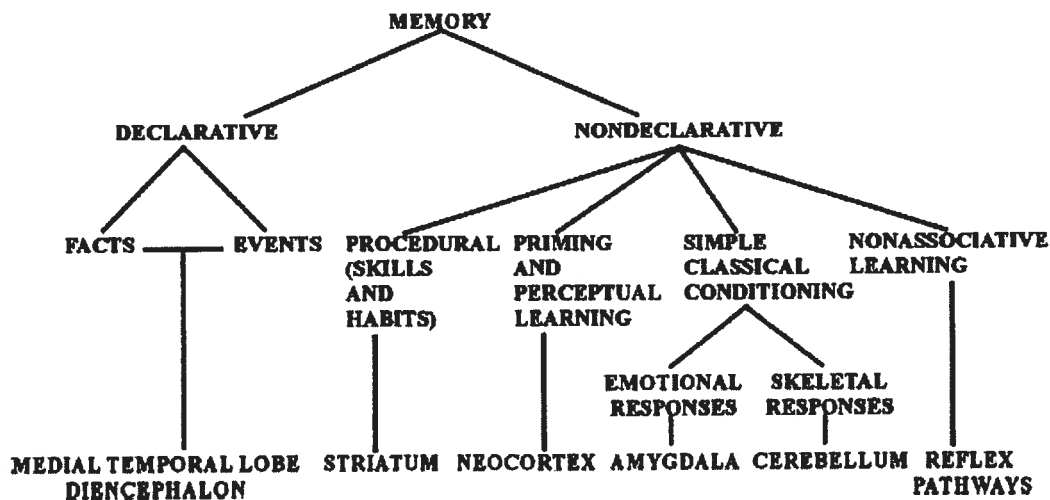 MEMORY
DECLARATIVE
NONDECLARATIVE
FACTS
EVENTS
PROCEDURAL
(SKILLS
AND
HABITS)
PRIMING
AND
PERCEPTUAL
LEARNING
SIMPLE
CLASSICAL
CONDITIONING
NONASSOCIATIVE
LEARNING
EMOTIONAL
RESPONSES
SKELETAL
RESPONSES
MEDIAL TEMPORAL LOBE
DIENCEPHALON
STRIATUM
NEOCORTEX
AMYGDALA
CEREBELLUM
REFLEX
PATHWAYS